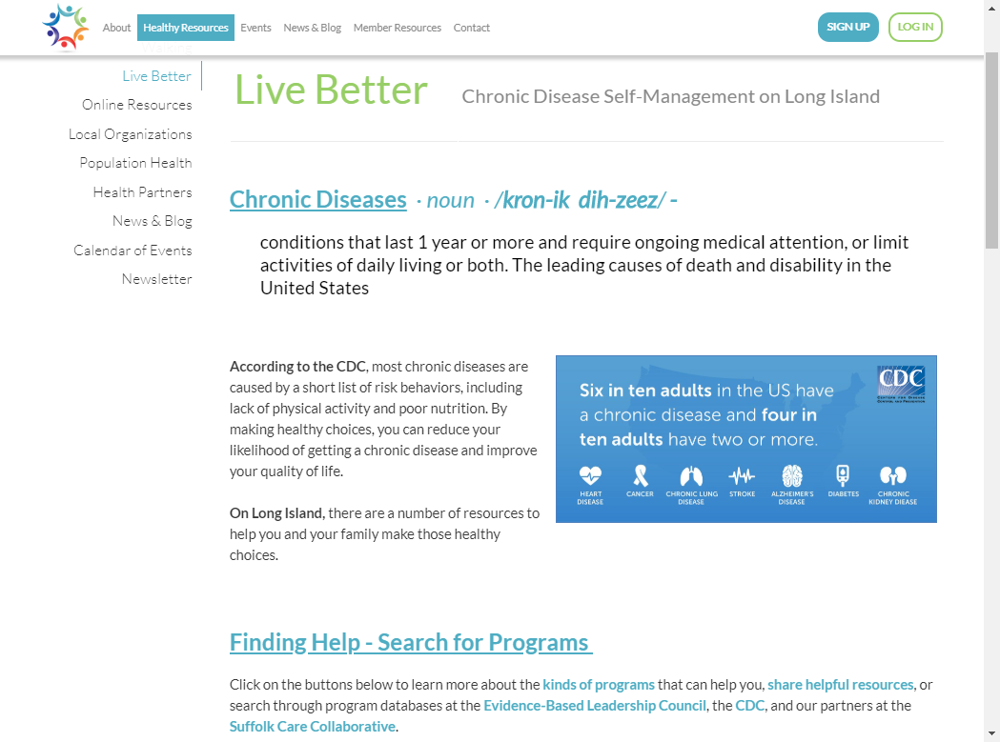 About Healthy Resources Events News & Blog Member Resources Contact SIGN UP LOG IN
Live Better
Online Resources
Local Organizations
Population Health
Health Partners
News & Blog
Calendar of Events
Newsletter
Live Better Chronic Disease Self-Management on Long Island
Chronic Diseases · noun · /kron-ik dih-zeez/ -
conditions that last 1 year or more and require ongoing medical attention, or limit
activities of daily living or both. The leading causes of death and disability in the
United States
According to the CDC, most chronic diseases are
caused by a short list of risk behaviors, including
lack of physical activity and poor nutrition. By
making healthy choices, you can reduce your
likelihood of getting a chronic disease and improve
your quality of life.
On Long Island, there are a number of resources to
help you and your family make those healthy
choices.
CDC
CENTERS FOR DISEASE
CONTROL AND PREVENTION
Six in ten adults in the US have
a chronic disease and four in
ten adults have two or more.
HEART
DISEASE
CANCER
CHRONIC LUNG
DISEASE
STROKE
ALZHEIMER'S
DISEASE
DIABETES
CHRONIC
KIDNEY DIEASE
Finding Help - Search for Programs
Click on the buttons below to learn more about the kinds of programs that can help you, share helpful resources, or
search through program databases at the Evidence-Based Leadership Council, the CDC, and our partners at the
Suffolk Care Collaborative.